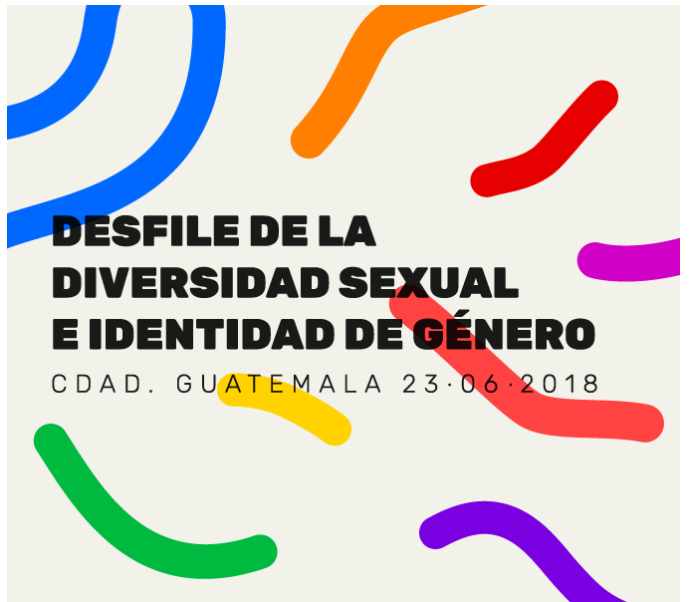 DESFILE DE LA
DIVERSIDAD SEXUAL
E IDENTIDAD DE GÉNERO
CDAD. GUATEMALA 23·06·2018